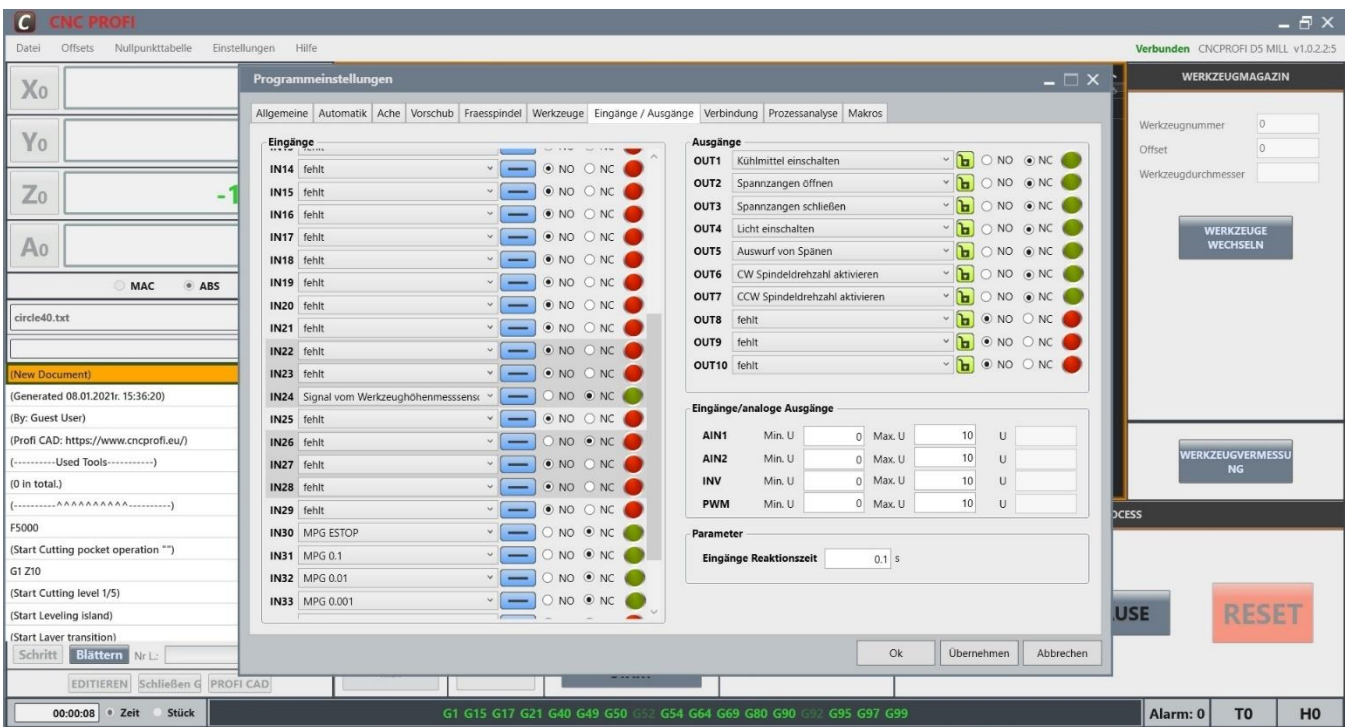 CNC PROFI
Datei Offsets Nullpunkttabelle Einstellungen Hilfe
Verbunden CNCPROFI D5 MILL v1.0.2.2:5
X0
Y0
Z0 -1
A0
MAC ABS
circle40.txt
(New Document)
(Generated 08.01.2021r. 15:36:20)
(By: Guest User)
(Profi CAD: https://www.cncprofi.eu/)
(----------Used Tools-----------)
(0 in total.)
(----------^^^^^^^^^^----------)
F5000
(Start Cutting pocket operation "")
G1 Z10
(Start Cutting level 1/5)
(Start Leveling island)
(Start Layer transition)
Schritt Blättern Nr L:
EDITIEREN Schließen G PROFI CAD
Programmeinstellungen
Allgemeine Automatik Ache Vorschub Fraesspindel Werkzeuge Eingänge / Ausgänge Verbindung Prozessanalyse Makros
Eingänge
IN14 fehlt NO NC
IN15 fehlt NO NC
IN16 fehlt NO NC
IN17 fehlt NO NC
IN18 fehlt NO NC
IN19 fehlt NO NC
IN20 fehlt NO NC
IN21 fehlt NO NC
IN22 fehlt NO NC
IN23 fehlt NO NC
IN24 Signal vom Werkzeughöhenmesssens NO NC
IN25 fehlt NO NC
IN26 fehlt NO NC
IN27 fehlt NO NC
IN28 fehlt NO NC
IN29 fehlt NO NC
IN30 MPG ESTOP NO NC
IN31 MPG 0.1 NO NC
IN32 MPG 0.01 NO NC
IN33 MPG 0.001 NO NC
Ausgänge
OUT1 Kühlmittel einschalten NO NC
OUT2 Spannzangen öffnen NO NC
OUT3 Spannzangen schließen NO NC
OUT4 Licht einschalten NO NC
OUT5 Auswurf von Spänen NO NC
OUT6 CW Spindeldrehzahl aktivieren NO NC
OUT7 CCW Spindeldrehzahl aktivieren NO NC
OUT8 fehlt NO NC
OUT9 fehlt NO NC
OUT10 fehlt NO NC
Eingänge/analoge Ausgänge
AIN1 Min. U 0 Max. U 10 U
AIN2 Min. U 0 Max. U 10 U
INV Min. U 0 Max. U 10 U
PWM Min. U 0 Max. U 10 U
Parameter
Eingänge Reaktionszeit 0.1 s
Ok Übernehmen Abbrechen
WERKZEUGMAGAZIN
Werkzeugnummer 0
Offset 0
Werkzeugdurchmesser
WERKZEUGE
WECHSELN
WERKZEUGVERMESSU
NG
OCESS
USE
RESET
00:00:08 Zeit Stück
G1 G15 G17 G21 G40 G49 G50 G52 G54 G64 G69 G80 G90 G92 G95 G97 G99
Alarm: 0 T0 H0